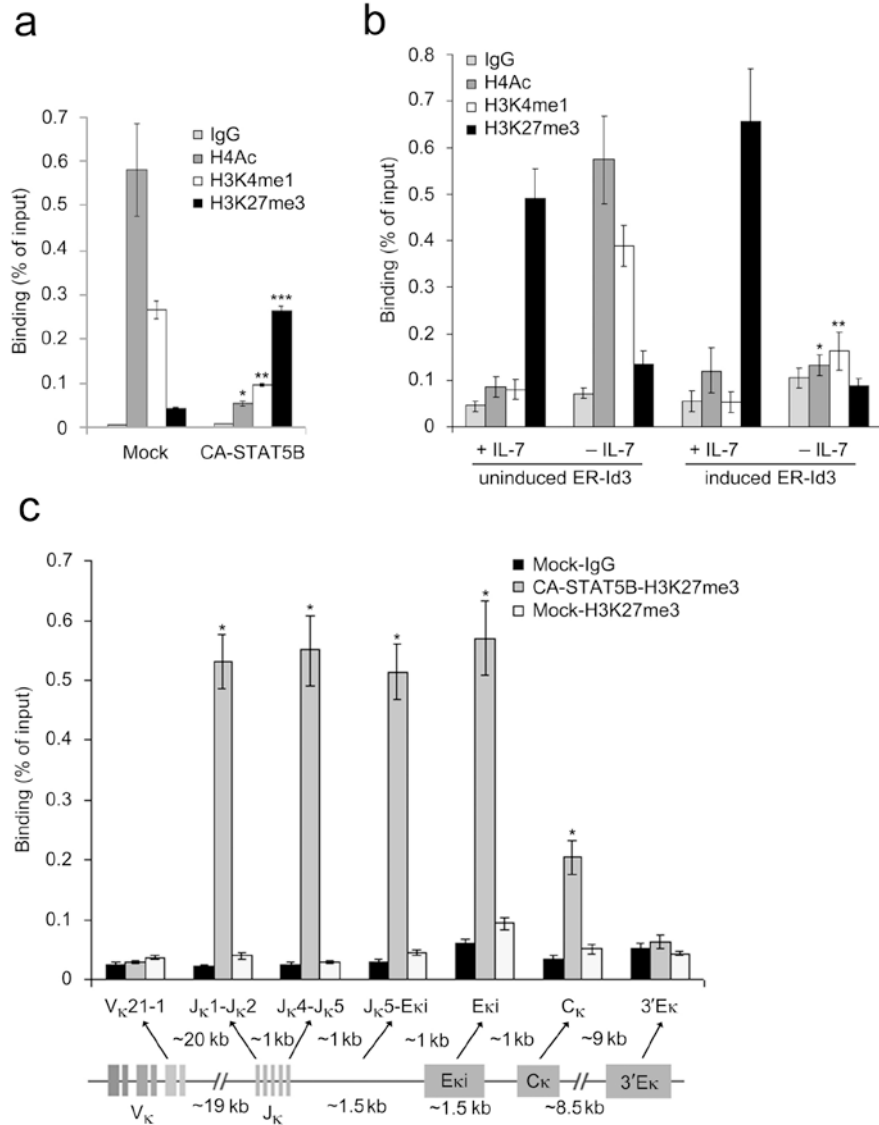 a
Binding (% of input)
0.7
0.6
0.5
0.4
0.3
0.2
0.1
0
IgG
H4Ac
H3K4me1
H3K27me3
*
**
***
Mock
CA-STAT5B
b
Binding (% of input)
0.8
0.7
0.6
0.5
0.4
0.3
0.2
0.1
0
IgG
H4Ac
H3K4me1
H3K27me3
*
**
+ IL-7
– IL-7
+ IL-7
– IL-7
uninduced ER-Id3
induced ER-Id3
c
Binding (% of input)
0.7
0.6
0.5
0.4
0.3
0.2
0.1
0
Mock-IgG
CA-STAT5B-H3K27me3
Mock-H3K27me3
* * * * *
Vκ21-1 Jκ1-Jκ2 Jκ4-Jκ5 Jκ5-Eκi Eκi Cκ 3′Eκ
~20 kb ~1 kb ~1 kb ~1 kb ~1 kb ~9 kb
Eκi Cκ 3′Eκ
Vκ ~19 kb Jκ ~1.5 kb ~1.5 kb ~8.5 kb